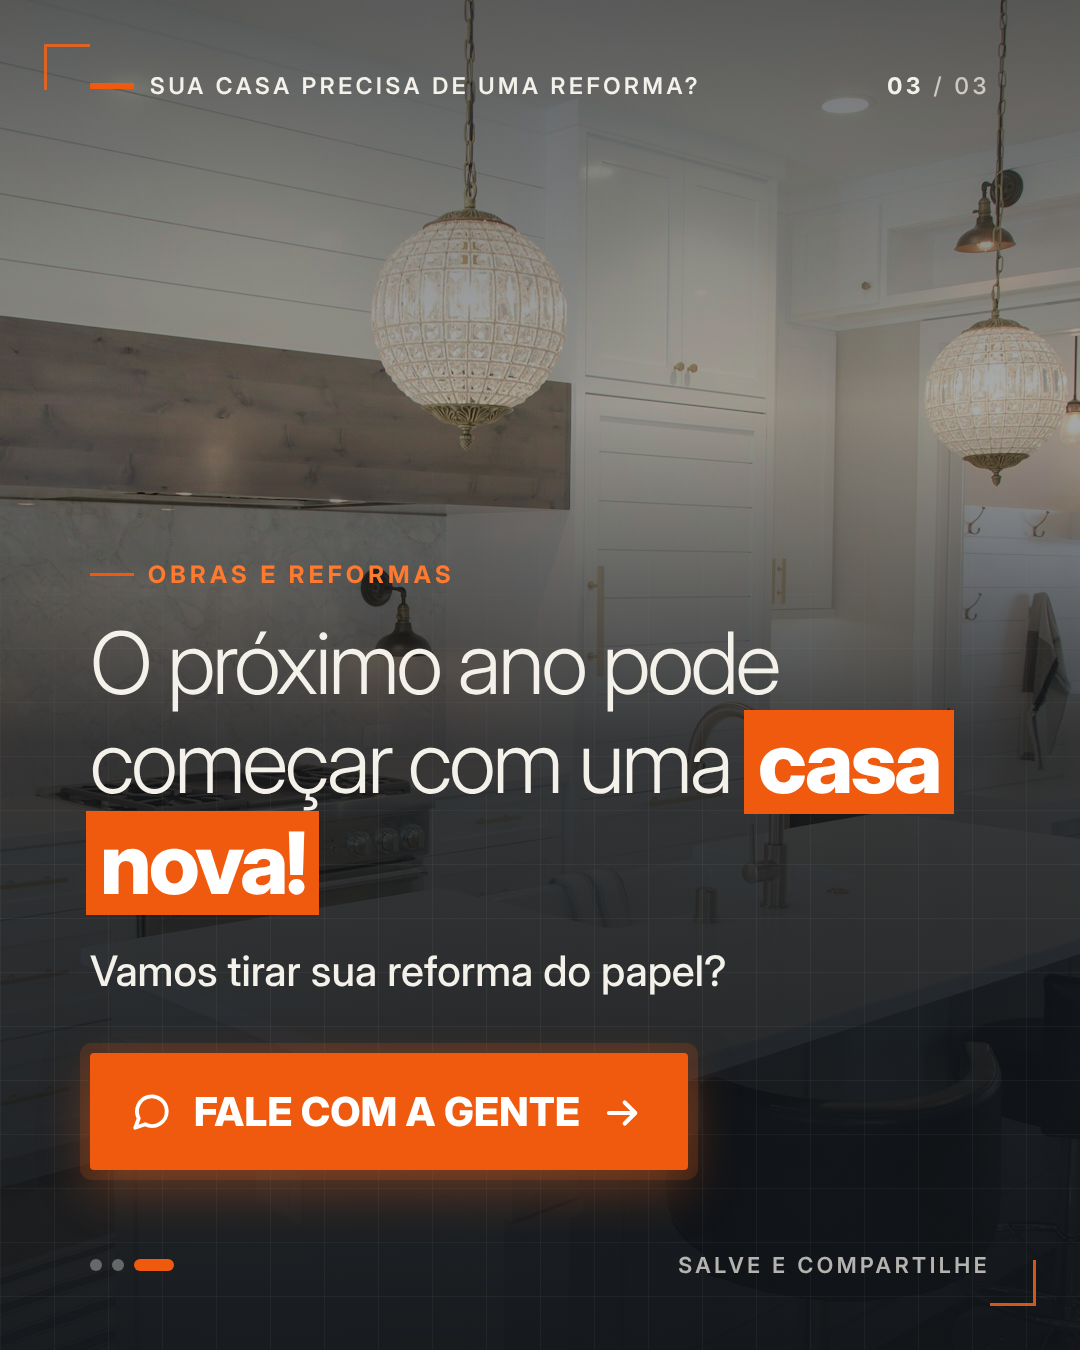 SUA CASA PRECISA DE UMA REFORMA?
03 / 03
OBRAS E REFORMAS
O próximo ano pode
começar com uma casa
nova!
Vamos tirar sua reforma do papel?
FALE COM A GENTE
SALVE E COMPARTILHE